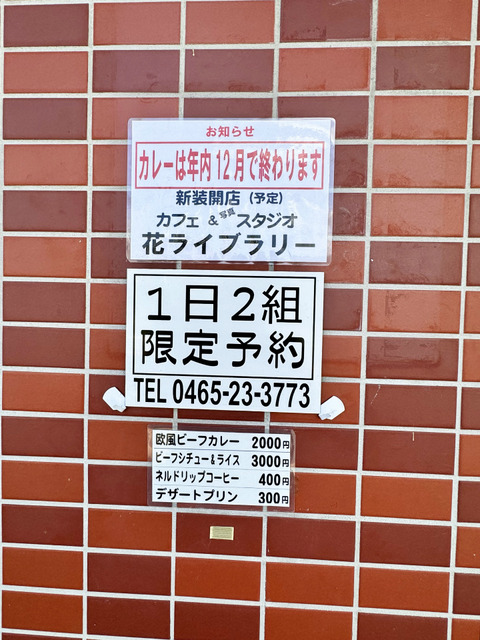 お知らせ
カレーは年内12月で終わります
新装開店（予定）
カフェ & 写真スタジオ
花ライブラリー
1日2組
限定予約
TEL 0465-23-3773
欧風ビーフカレー 2000円
ビーフシチュー&ライス 3000円
ネルドリップコーヒー 400円
デザートプリン 300円